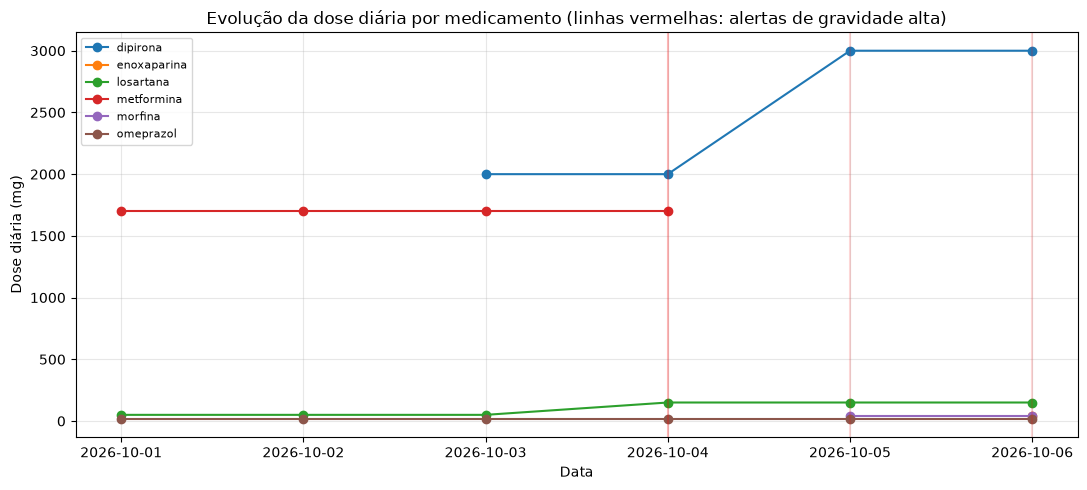 Evolução da dose diária por medicamento (linhas vermelhas: alertas de gravidade alta)
dipirona
enoxaparina
losartana
metformina
morfina
omeprazol
Dose diária (mg)
3000
2500
2000
1500
1000
500
0
2026-10-01 2026-10-02 2026-10-03 2026-10-04 2026-10-05 2026-10-06
Data